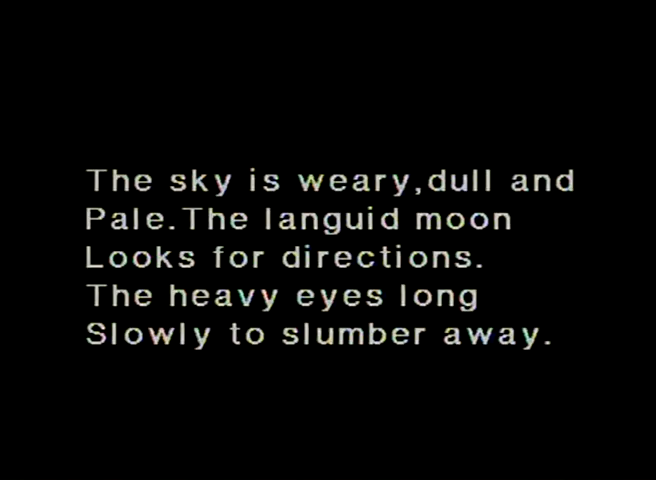 The sky is weary,dull and
Pale.The languid moon
Looks for directions.
The heavy eyes long
Slowly to slumber away.